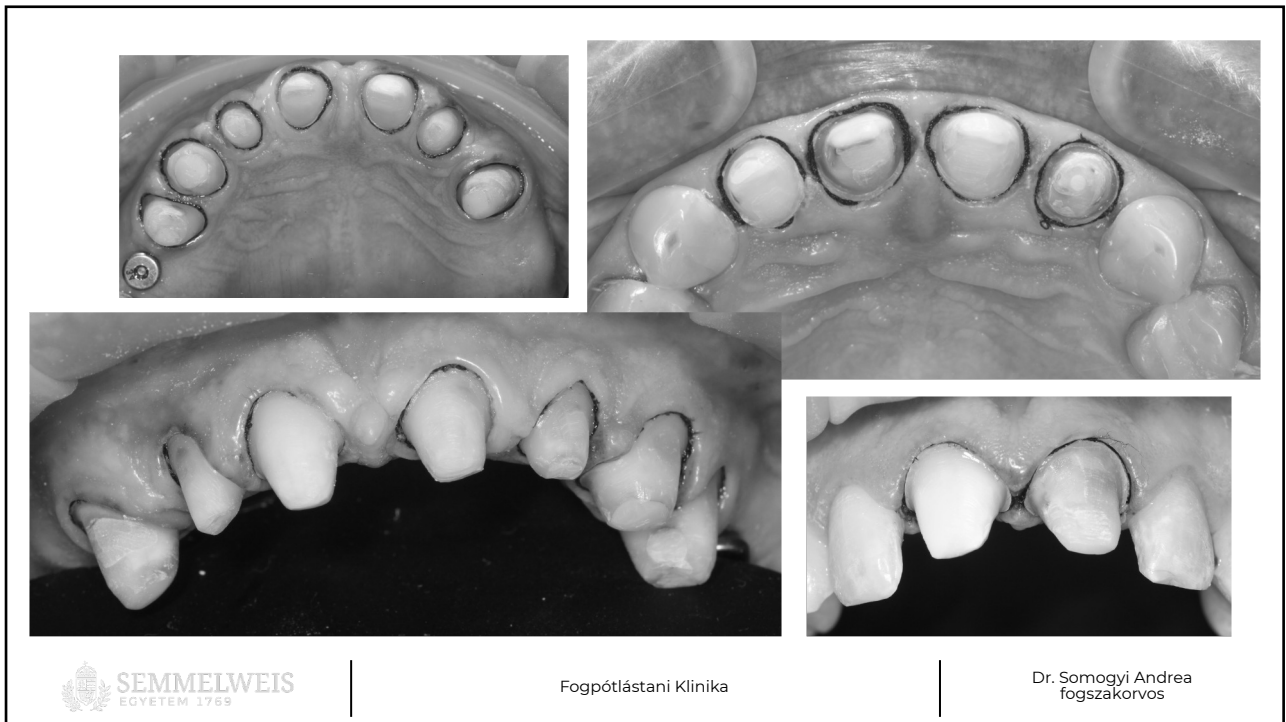 SEMMELWEIS
EGYETEM 1769
Fogpótlástani Klinika
Dr. Somogyi Andrea
fogszakorvos